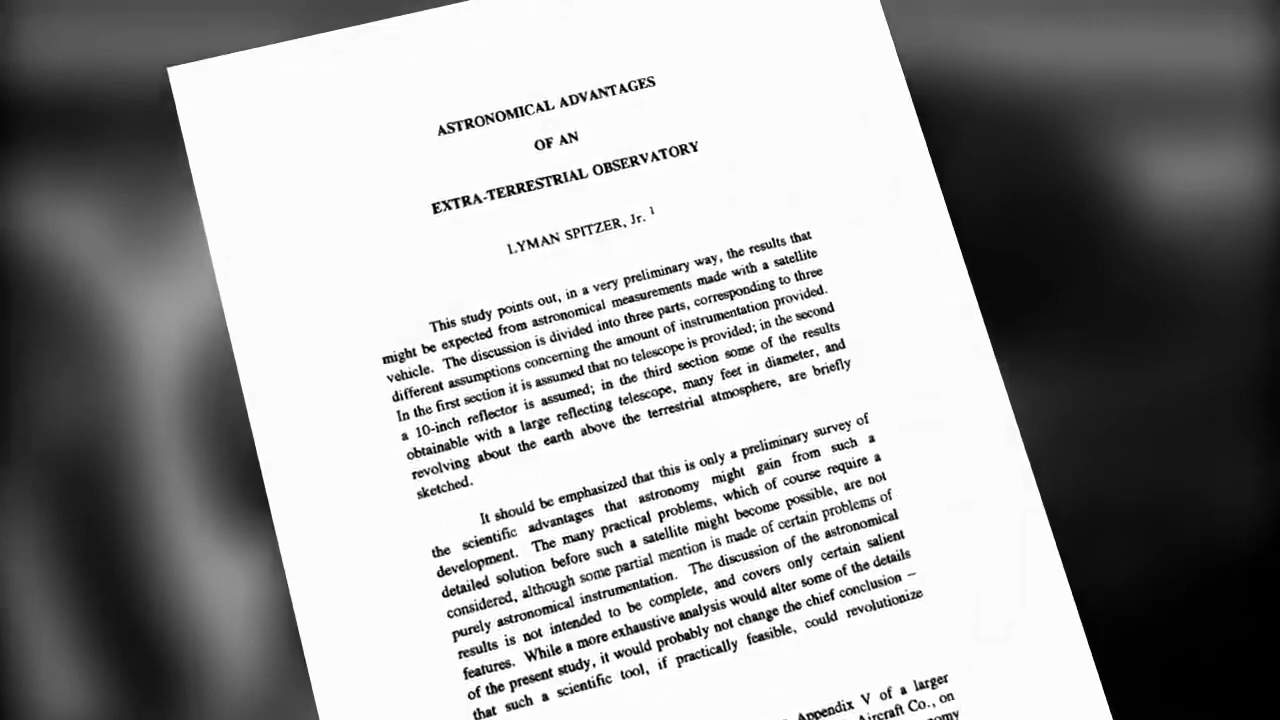 ASTRONOMICAL ADVANTAGES
OF AN
EXTRA-TERRESTRIAL OBSERVATORY
LYMAN SPITZER, Jr. 1
This study points out, in a very preliminary way, the results that
might be expected from astronomical measurements made with a satellite
vehicle. The discussion is divided into three parts, corresponding to three
different assumptions concerning the amount of instrumentation provided.
In the first section it is assumed that no telescope is provided; in the second
a 10-inch reflector is assumed; in the third section some of the results
obtainable with a large reflecting telescope, many feet in diameter, and
revolving about the earth above the terrestrial atmosphere, are briefly
sketched.
It should be emphasized that this is only a preliminary survey of
the scientific advantages that astronomy might gain from such a
development. The many practical problems, which of course require a
detailed solution before such a satellite might become possible, are not
considered, although some partial mention is made of certain problems of
purely astronomical instrumentation. The discussion of the astronomical
results is not intended to be complete, and covers only certain salient
features. While a more exhaustive analysis would alter some of the details
of the present study, it would probably not change the chief conclusion –
that such a scientific tool, if practically feasible, could revolutionize
Appendix V of a larger
Aircraft Co., on